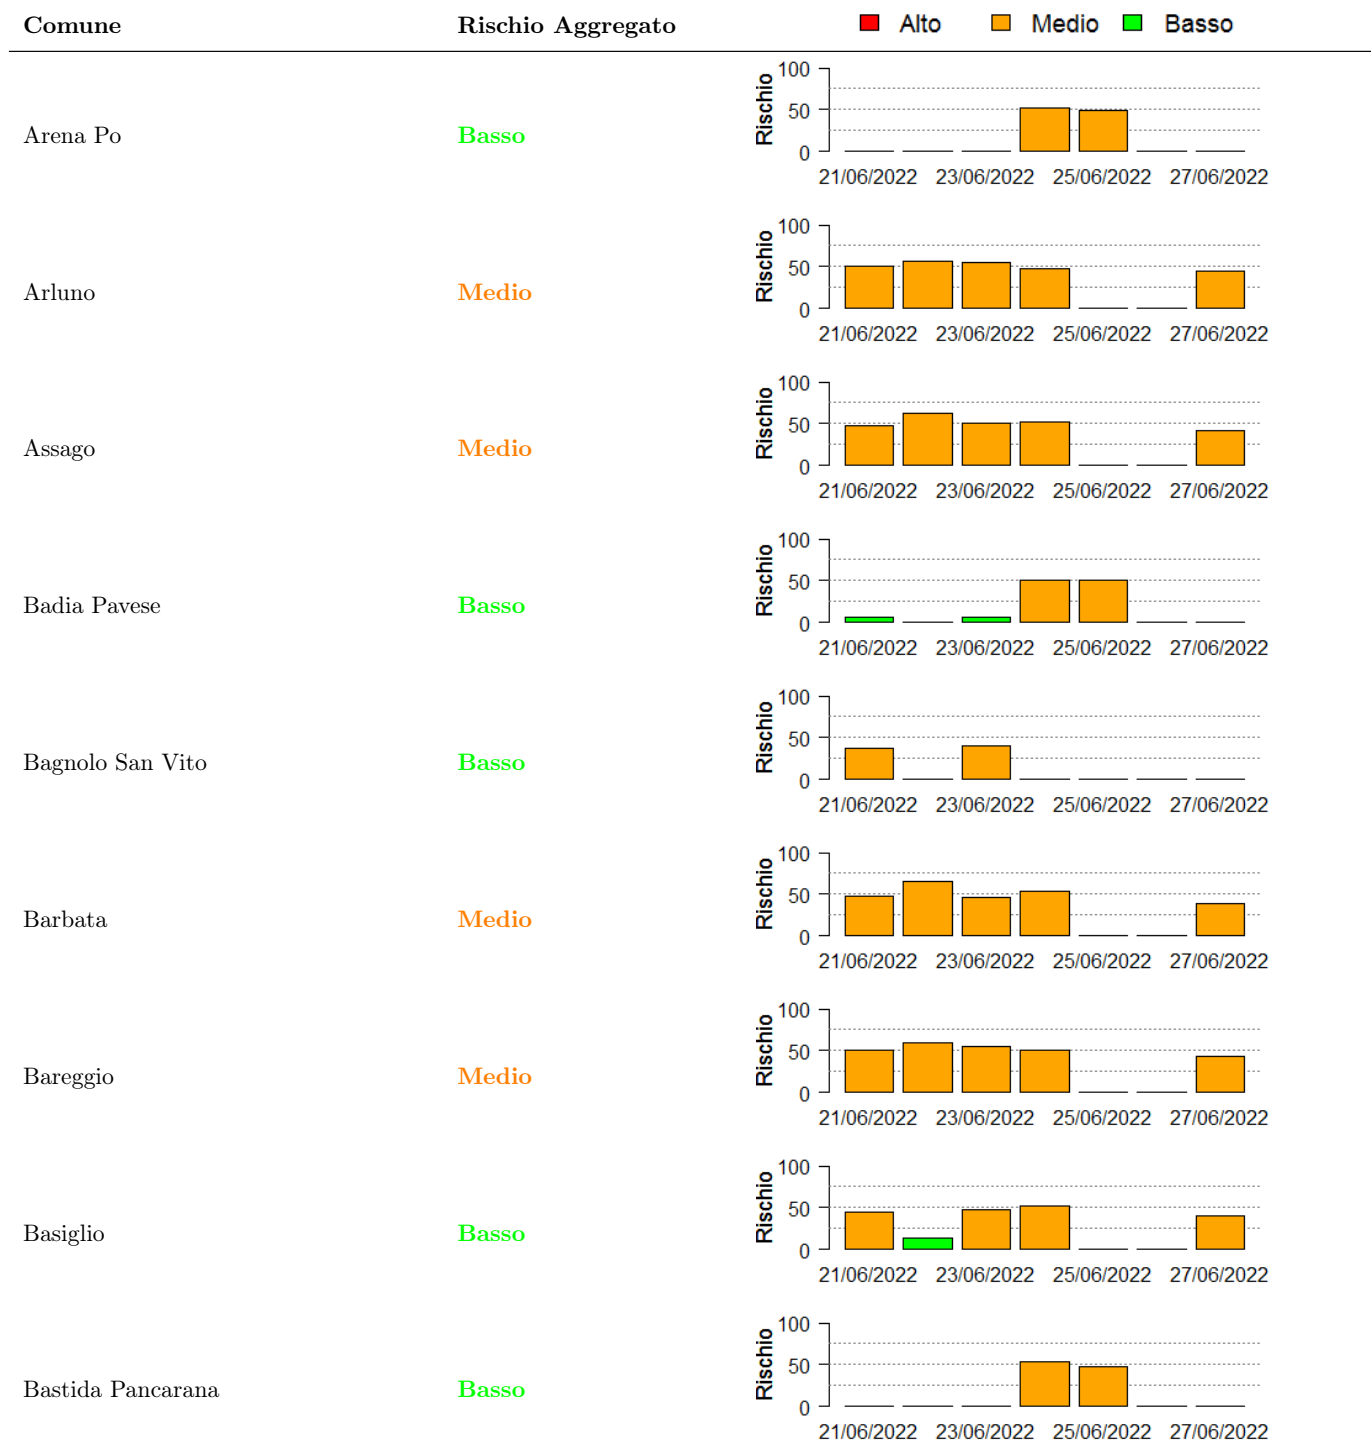 Comune Rischio Aggregato Alto Medio Basso
Arena Po Basso Rischio 100 50 0
21/06/2022 23/06/2022 25/06/2022 27/06/2022
Arluno Medio Rischio 100 50 0
21/06/2022 23/06/2022 25/06/2022 27/06/2022
Assago Medio Rischio 100 50 0
21/06/2022 23/06/2022 25/06/2022 27/06/2022
Badia Pavese Basso Rischio 100 50 0
21/06/2022 23/06/2022 25/06/2022 27/06/2022
Bagnolo San Vito Basso Rischio 100 50 0
21/06/2022 23/06/2022 25/06/2022 27/06/2022
Barbata Medio Rischio 100 50 0
21/06/2022 23/06/2022 25/06/2022 27/06/2022
Bareggio Medio Rischio 100 50 0
21/06/2022 23/06/2022 25/06/2022 27/06/2022
Basiglio Basso Rischio 100 50 0
21/06/2022 23/06/2022 25/06/2022 27/06/2022
Bastida Pancarana Basso Rischio 100 50 0
21/06/2022 23/06/2022 25/06/2022 27/06/2022